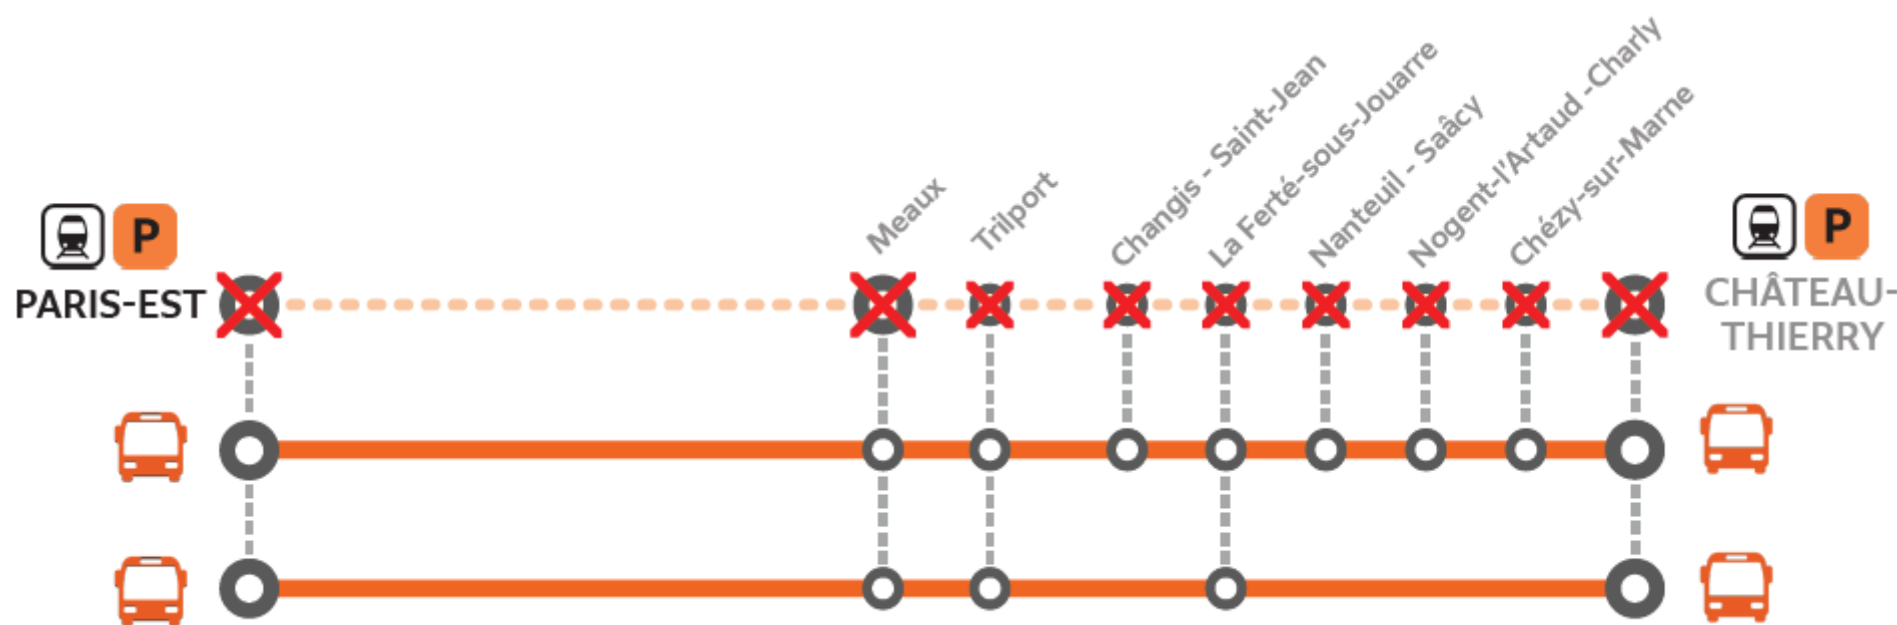 P
PARIS-EST
Meaux
Trilport
Changis - Saint-Jean
La Ferté-sous-Jouarre
Nanteuil - Saâcy
Nogent-l'Artaud -Charly
Chézy-sur-Marne
P
CHÂTEAU-
THIERRY